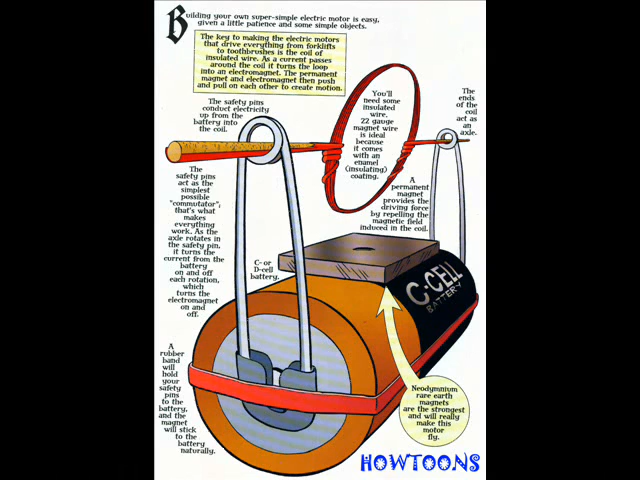 Building your own super-simple electric motor is easy,
given a little patience and some simple objects.
The key to making the electric motors
that drive everything from forklifts
to toothbrushes is the coil of
insulated wire. As a current passes
around the coil it turns the loop
into an electromagnet. The permanent
magnet and electromagnet then push
and pull on each other to create motion.
The safety pins
conduct electricity
up from the
battery into
the coil.
You'll
need some
insulated
wire.
22 gauge
magnet wire
is ideal
because
it comes
with an
enamel
(insulating)
coating.
The
ends
of the
coil
act as
an
axle.
The
safety pins
act as the
simplest
possible
"commutator",
that's what
makes
everything
work. As the
axle rotates in
the safety pin,
it turns the
current from the
battery
on and off
each rotation,
which
turns the
electromagnet
on and
off.
A
permanent
magnet
provides the
driving force
by repelling the
magnetic field
induced in the coil.
C- or
D-cell
battery.
C-CELL
BATTERY
A
rubber
band
will
hold
your
safety
pins
to the
battery,
and the
magnet
will stick
to the
battery
naturally.
Neodymnium
rare earth
magnets
are the strongest
and will really
make this
motor
fly.
HOWTOONS